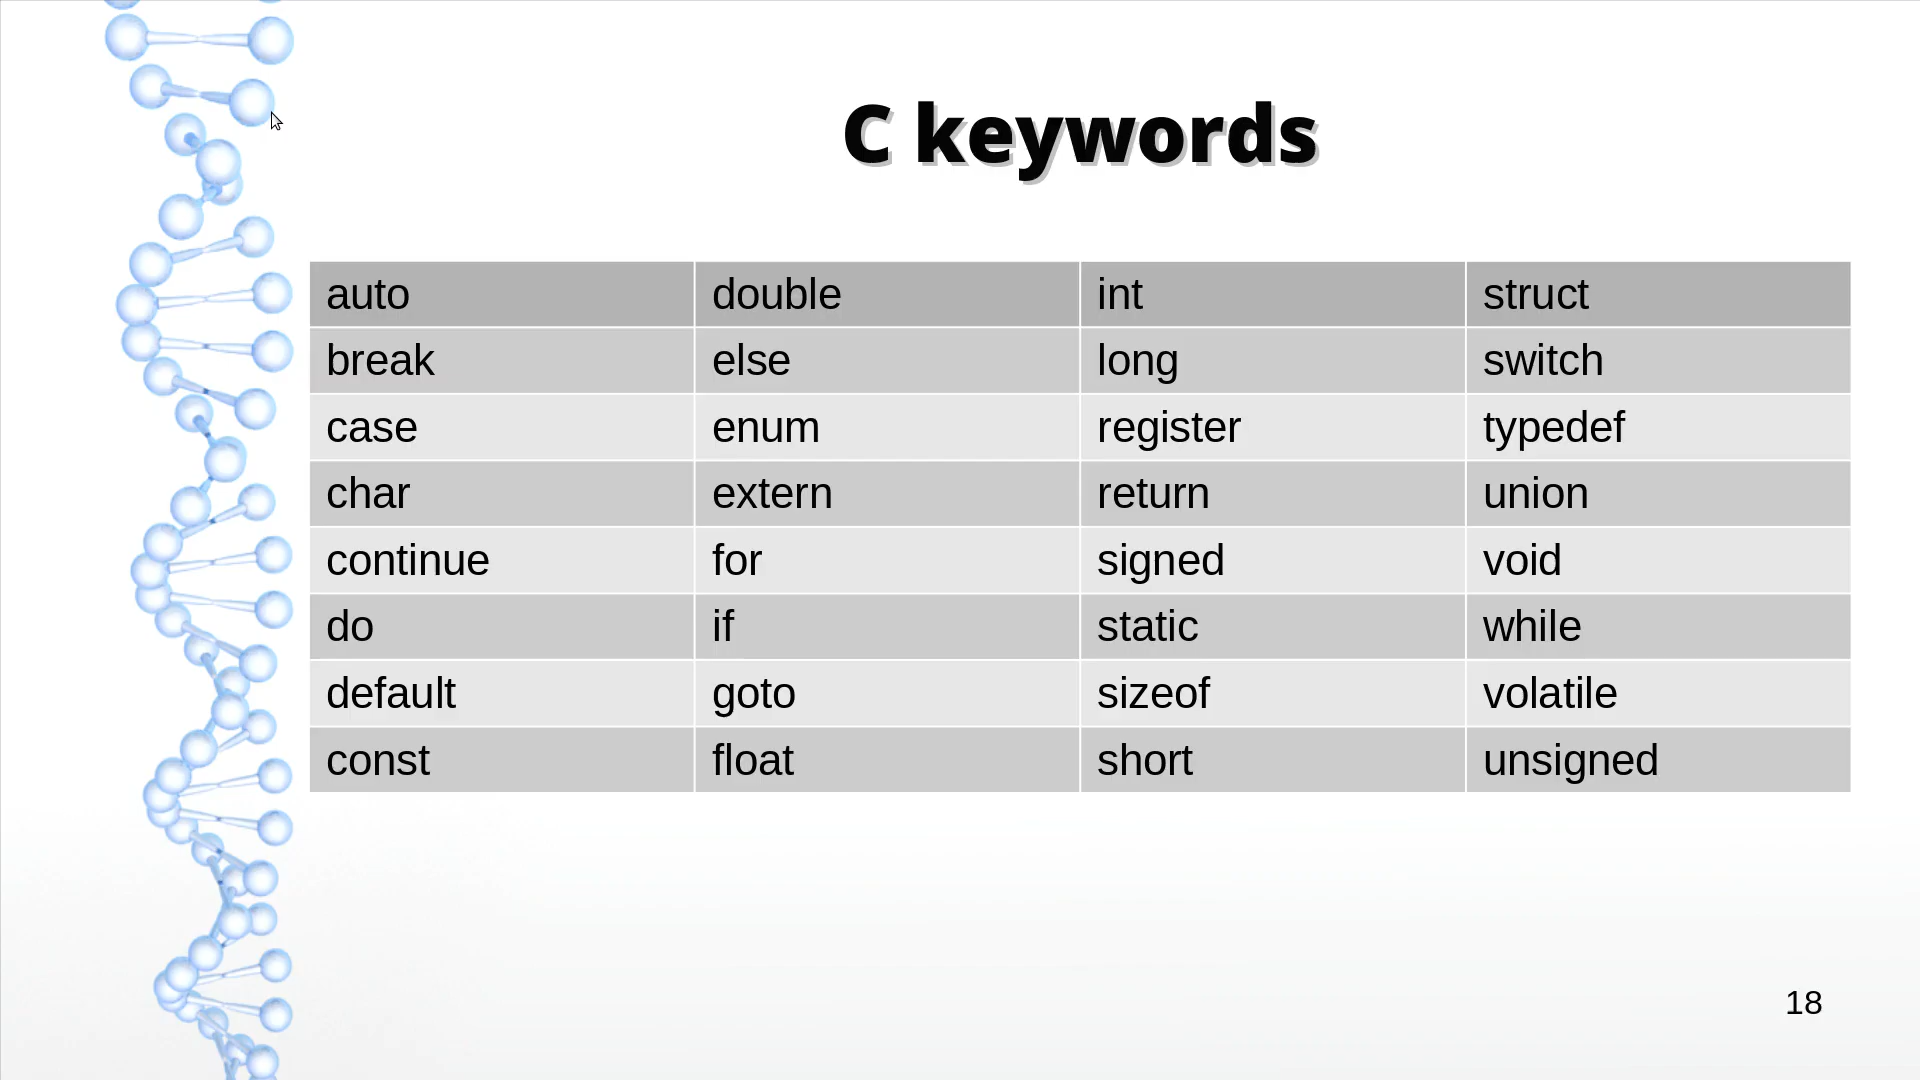 C keywords
auto double int struct
break else long switch
case enum register typedef
char extern return union
continue for signed void
do if static while
default goto sizeof volatile
const float short unsigned
18